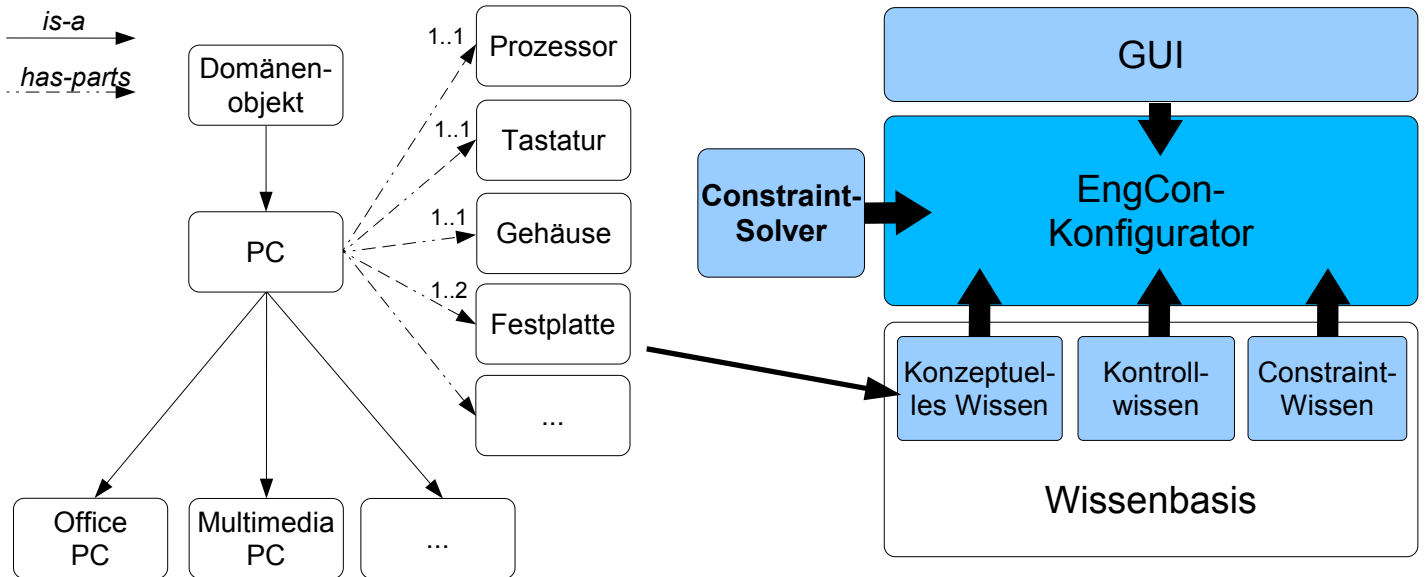 is-a
has-parts
Domänen-
objekt
PC
Office
PC
Multimedia
PC
...
1..1
Prozessor
1..1
Tastatur
1..1
Gehäuse
1..2
Festplatte
...
GUI
Constraint-
Solver
EngCon-
Konfigurator
Konzeptuel-
les Wissen
Kontroll-
wissen
Constraint-
Wissen
Wissenbasis